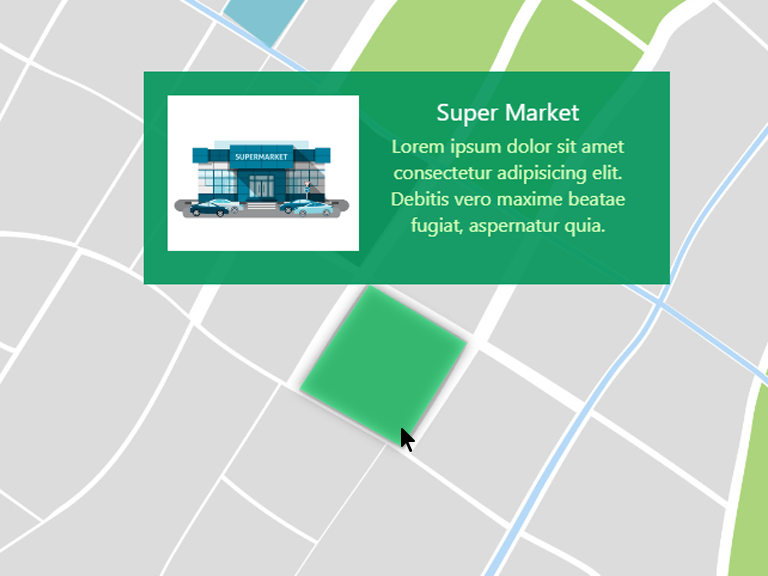 SUPERMARKET
Super Market
Lorem ipsum dolor sit amet
consectetur adipisicing elit.
Debitis vero maxime beatae
fugiat, aspernatur quia.